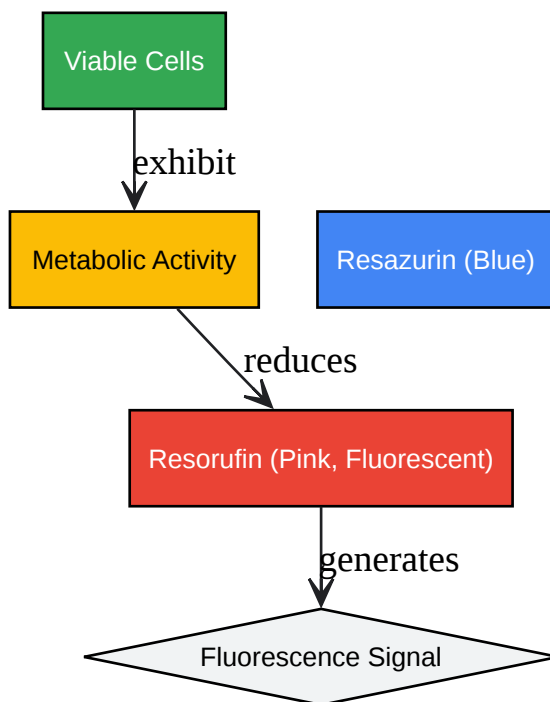 Viable Cells
exhibit
Metabolic Activity
Resazurin (Blue)
reduces
Resorufin (Pink, Fluorescent)
generates
Fluorescence Signal